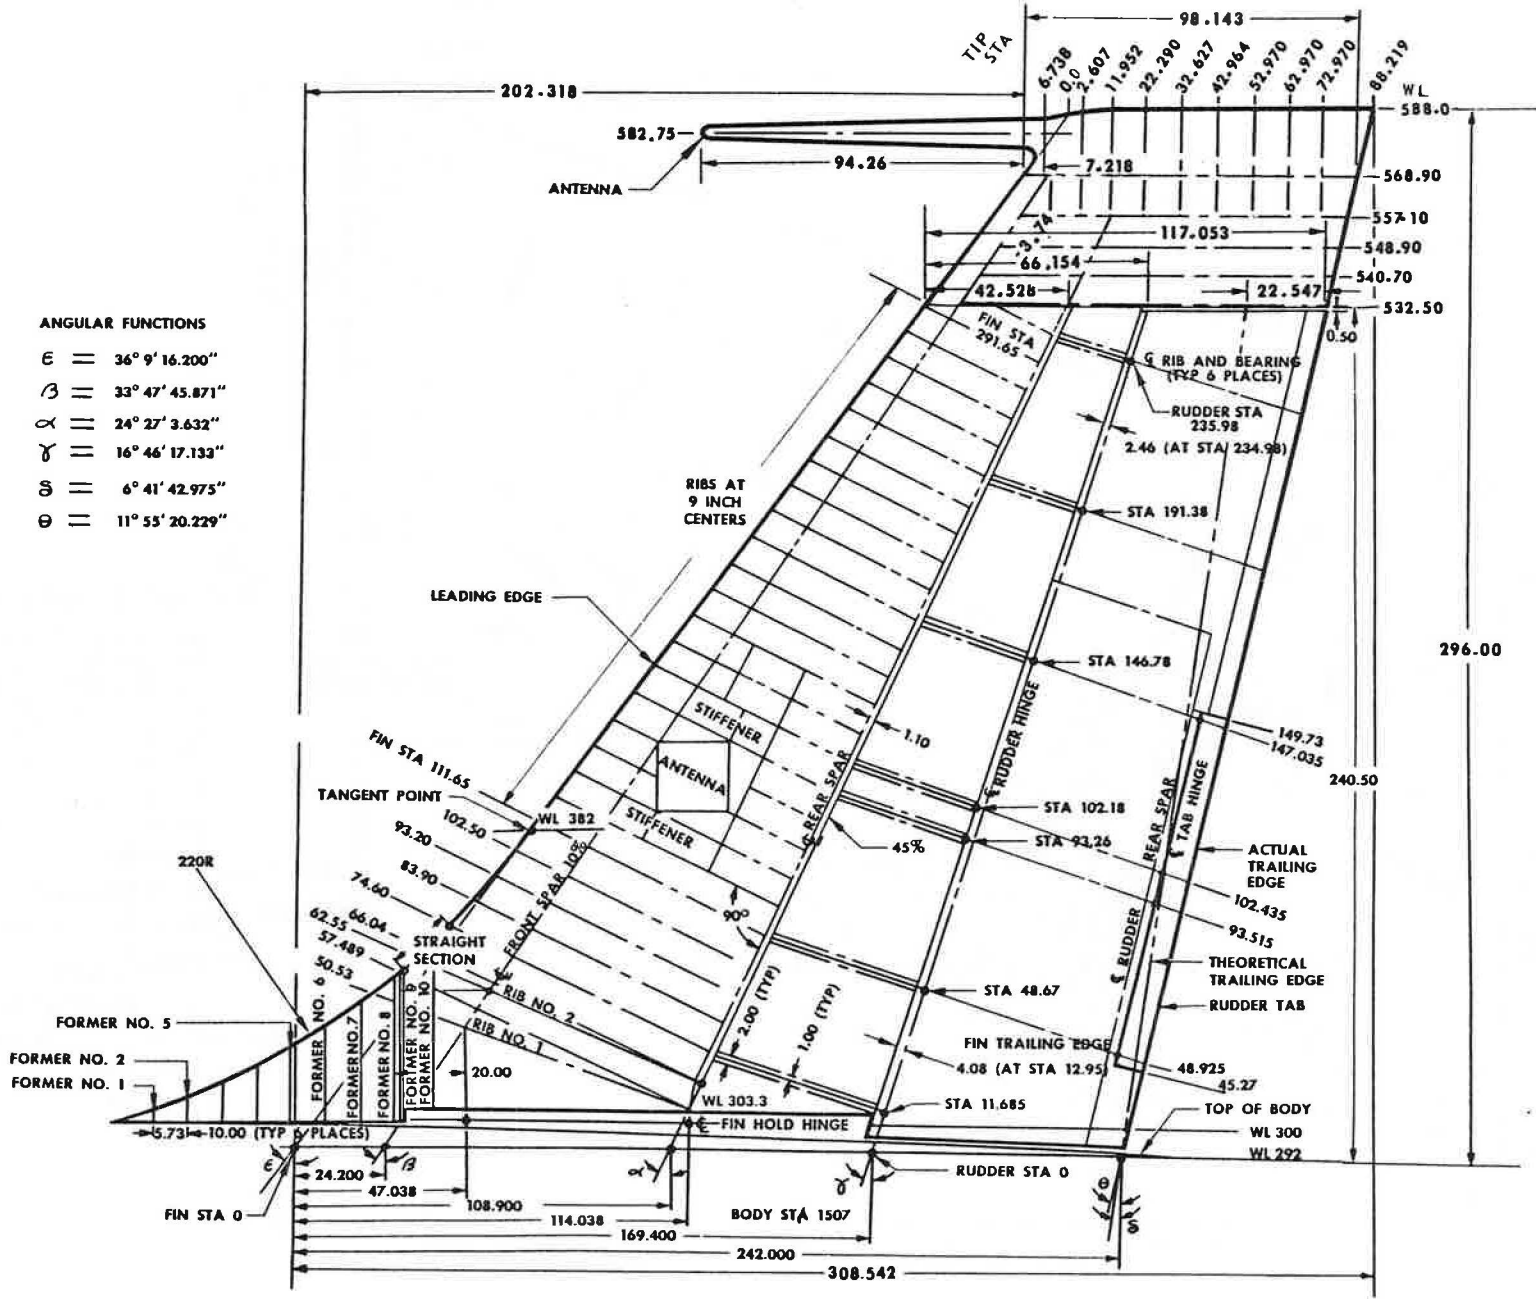 98.143
TIP
STA
6.738
0.0
2.607
11.952
22.290
32.627
42.964
52.970
62.970
72.970
88.219
WL
588.0
202.318
582.75
94.26
7.218
ANTENNA
568.90
557.10
117.053
548.90
66.154
540.70
42.528
22.547
532.50
0.50
ANGULAR FUNCTIONS
ϵ = 36° 9' 16.200"
β = 33° 47' 45.871"
α = 24° 27' 3.632"
γ = 16° 46' 17.133"
δ = 6° 41' 42.975"
θ = 11° 55' 20.229"
FIN STA
291.65
℄ RIB AND BEARING
(TYP 6 PLACES)
RUDDER STA
235.98
2.46 (AT STA 234.98)
RIBS AT
9 INCH
CENTERS
STA 191.38
LEADING EDGE
STA 146.78
296.00
STIFFENER
ANTENNA
STIFFENER
1.10
℄ REAR SPAR
℄ RUDDER HINGE
149.73
147.035
240.50
FIN STA 111.65
TANGENT POINT
WL 382
102.50
93.20
83.90
74.60
66.04
62.55
57.489
50.53
STA 102.18
STA 93.26
45%
REAR SPAR
℄ TAB HINGE
ACTUAL
TRAILING
EDGE
102.435
93.515
220R
90°
STRAIGHT
SECTION
℄ FRONT SPAR 10%
℄ RUDDER
THEORETICAL
TRAILING EDGE
RUDDER TAB
RIB NO. 2
RIB NO. 1
2.00 (TYP)
1.00 (TYP)
STA 48.67
FIN TRAILING EDGE
4.08 (AT STA 12.95)
48.925
45.27
FORMER NO. 5
FORMER NO. 2
FORMER NO. 1
FORMER NO. 6
FORMER NO. 7
FORMER NO. 8
FORMER NO. 9
FORMER NO. 10
20.00
WL 303.3
STA 11.685
TOP OF BODY
℄ FIN HOLD HINGE
WL 300
WL 292
5.73
10.00 (TYP 6 PLACES)
ϵ
β
α
γ
θ
δ
24.200
RUDDER STA 0
47.038
108.900
FIN STA 0
114.038
BODY STA 1507
169.400
242.000
308.542